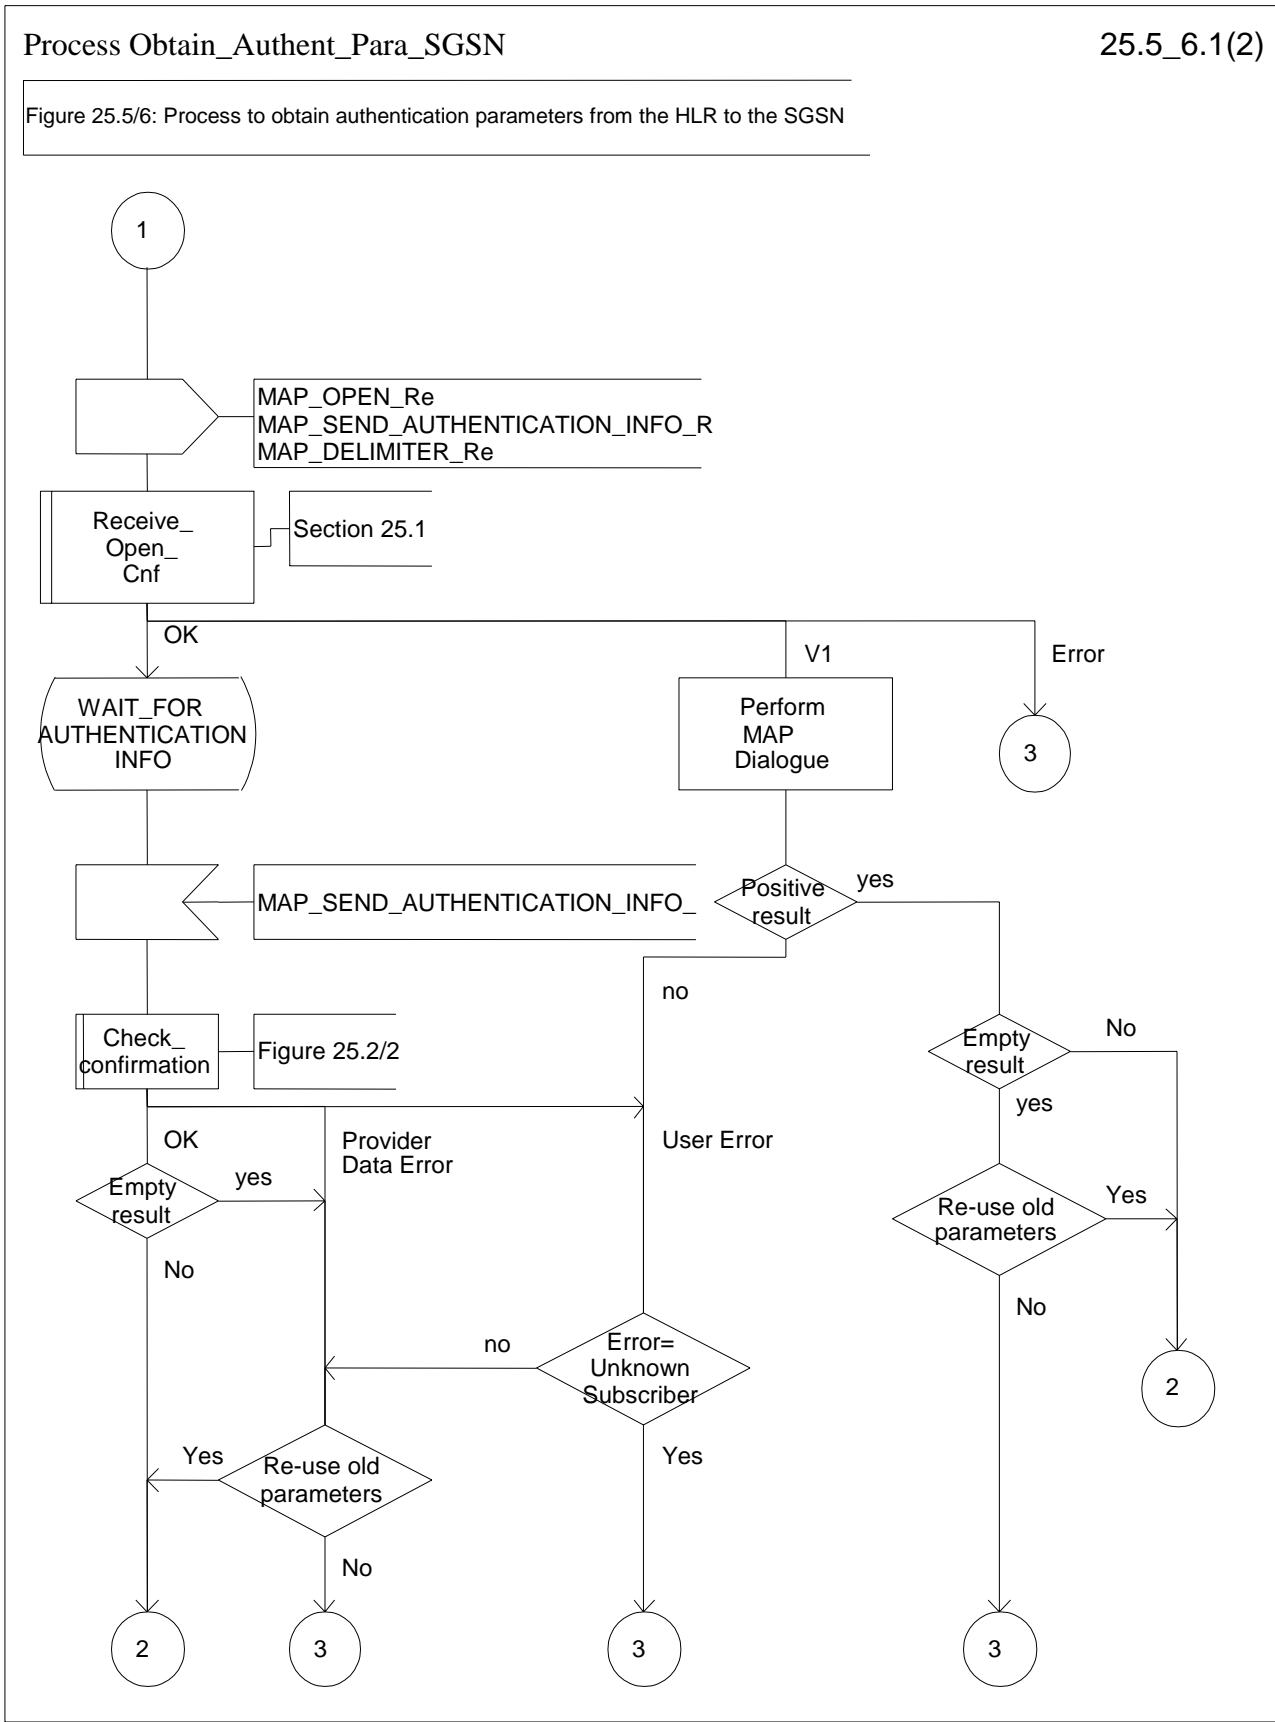 Process Obtain_Authent_Para_SGSN
25.5_6.1(2)
Figure 25.5/6: Process to obtain authentication parameters from the HLR to the SGSN
1
MAP_OPEN_Re
MAP_SEND_AUTHENTICATION_INFO_R
MAP_DELIMITER_Re
Receive_
Open_
Cnf
Section 25.1
OK
V1
Error
WAIT_FOR
AUTHENTICATION
INFO
Perform
MAP
Dialogue
3
MAP_SEND_AUTHENTICATION_INFO_
Positive
result
yes
no
Check_
confirmation
Figure 25.2/2
Empty
result
No
yes
OK
Provider
Data Error
User Error
Empty
result
yes
Re-use old
parameters
Yes
No
No
no
Error=
Unknown
Subscriber
2
Yes
Re-use old
parameters
Yes
No
2
3
3
3